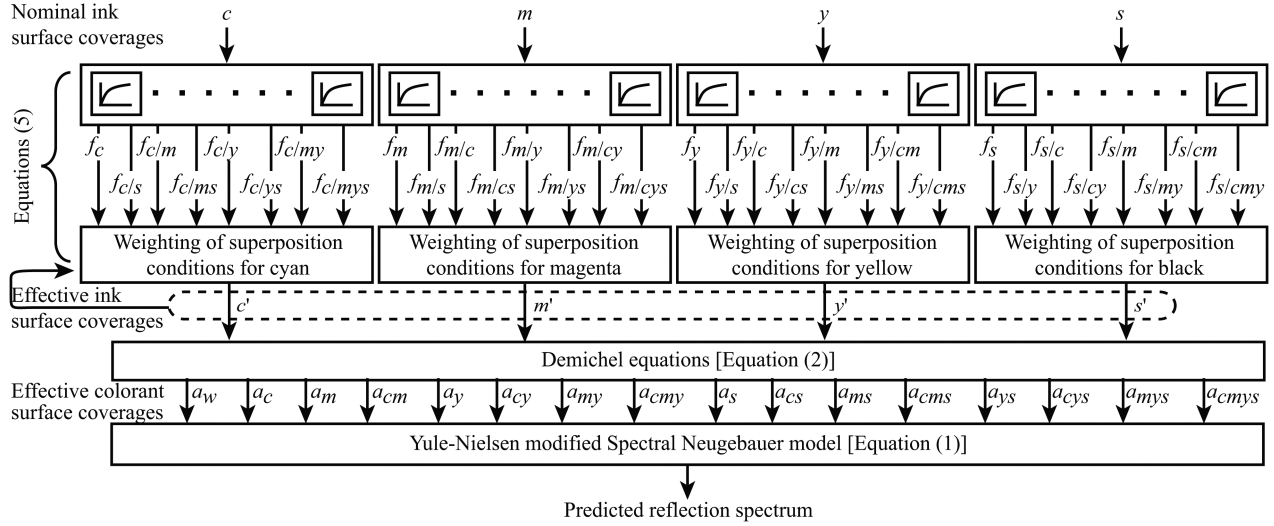 Nominal ink
surface coverages
c m y s
Equations (5)
f_c f_c/m f_c/y f_c/my f_m f_m/c f_m/y f_m/cy f_y f_y/c f_y/m f_y/cm f_s f_s/c f_s/m f_s/cm
f_c/s f_c/ms f_c/ys f_c/mys f_m/s f_m/cs f_m/ys f_m/cys f_y/s f_y/cs f_y/ms f_y/cms f_s/y f_s/cy f_s/my f_s/cmy
Weighting of superposition
conditions for cyan
Weighting of superposition
conditions for magenta
Weighting of superposition
conditions for yellow
Weighting of superposition
conditions for black
Effective ink
surface coverages
c' m' y' s'
Demichel equations [Equation (2)]
Effective colorant
surface coverages
a_w a_c a_m a_cm a_y a_cy a_my a_cmy a_s a_cs a_ms a_cms a_ys a_cys a_mys a_cmys
Yule-Nielsen modified Spectral Neugebauer model [Equation (1)]
Predicted reflection spectrum